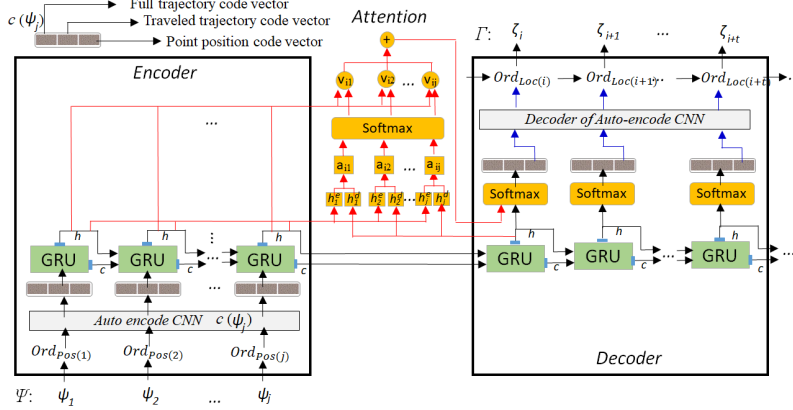 Full trajectory code vector
c(ψj)
Traveled trajectory code vector
Point position code vector
Attention
Γ: ζi ζi+1 ... ζi+t
+
Encoder
vi1 vi2 ... vij
OrdLoc(i) OrdLoc(i+1) ... OrdLoc(i+t) ...
...
Softmax
Decoder of Auto-encode CNN
ai1 ai2 ... aij
h1e h1d h2e h2d ... hje hjd
Softmax Softmax Softmax
h h ... h
h h h
GRU GRU ... GRU
GRU GRU ... GRU ...
c c c
c c c
...
Auto encode CNN c(ψj)
OrdPos(1) OrdPos(2) OrdPos(j)
Decoder
Ψ: ψ1 ψ2 ... ψj